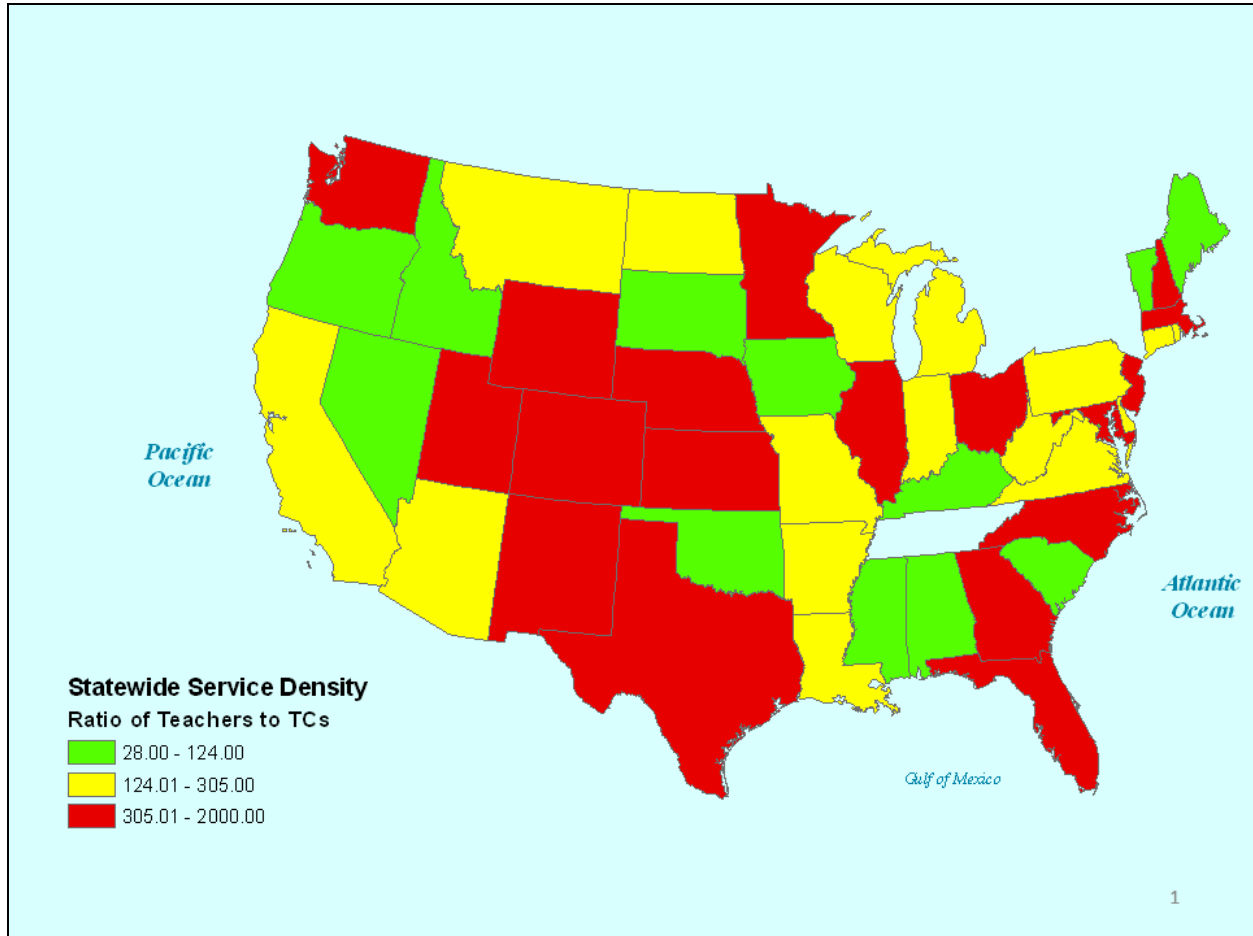 Pacific
Ocean
Atlantic
Ocean
Statewide Service Density
Ratio of Teachers to TCs
28.00 - 124.00
124.01 - 305.00
305.01 - 2000.00
Gulf of Mexico
1